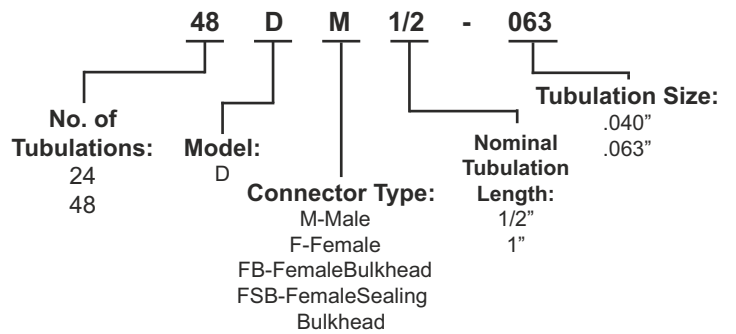 48 D M 1/2 - 063
No. of
Tubulations:
24
48
Model:
D
Connector Type:
M-Male
F-Female
FB-FemaleBulkhead
FSB-FemaleSealing
Bulkhead
Nominal
Tubulation
Length:
1/2”
1”
Tubulation Size:
.040”
.063”